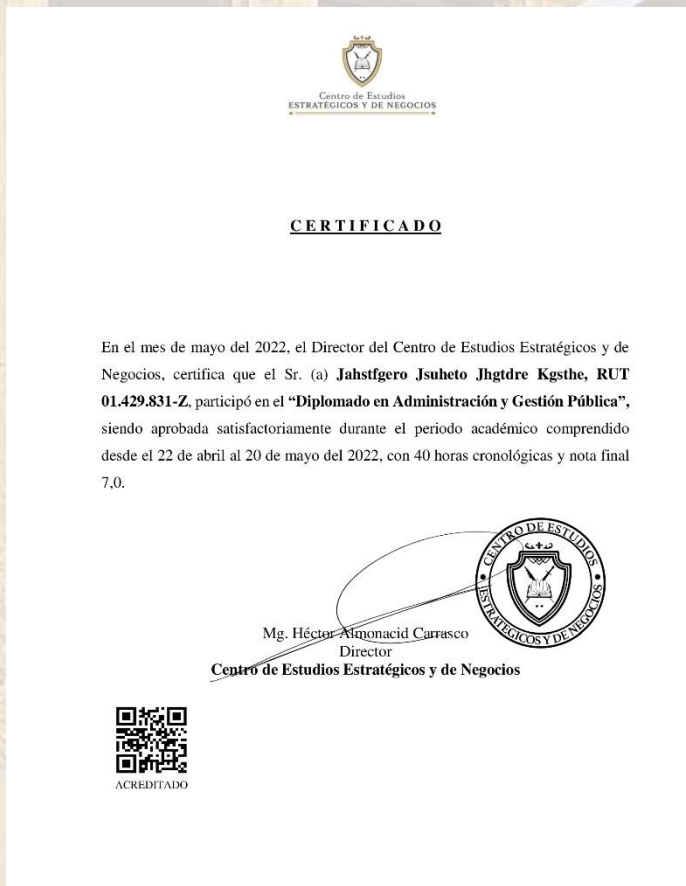 Centro de Estudios
ESTRATÉGICOS Y DE NEGOCIOS
CERTIFICADO
En el mes de mayo del 2022, el Director del Centro de Estudios Estratégicos y de
Negocios, certifica que el Sr. (a) Jahstfgero Jsuheto Jhgtdre Kgsthe, RUT
01.429.831-Z, participó en el “Diplomado en Administración y Gestión Pública”,
siendo aprobada satisfactoriamente durante el periodo académico comprendido
desde el 22 de abril al 20 de mayo del 2022, con 40 horas cronológicas y nota final
7,0.
CENTRO DE ESTUDIOS
ESTRATEGICOS Y DE NEGOCIOS
Mg. Héctor Almonacid Carrasco
Director
Centro de Estudios Estratégicos y de Negocios
ACREDITADO